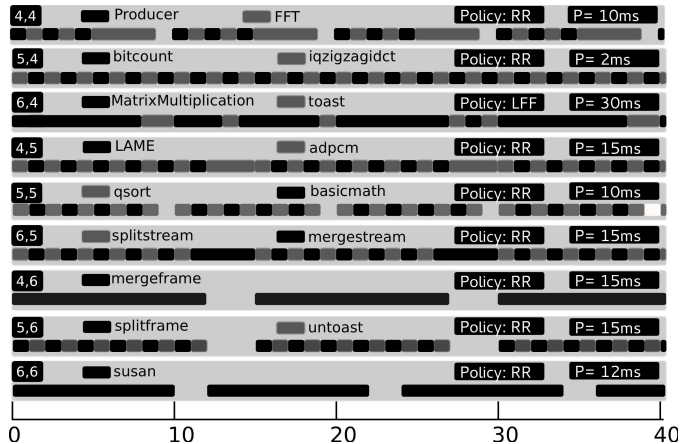 4,4 Producer FFT Policy: RR P= 10ms
5,4 bitcount iqzigzagidct Policy: RR P= 2ms
6,4 MatrixMultiplication toast Policy: LFF P= 30ms
4,5 LAME adpcm Policy: RR P= 15ms
5,5 qsort basicmath Policy: RR P= 10ms
6,5 splitstream mergestream Policy: RR P= 15ms
4,6 mergeframe Policy: RR P= 15ms
5,6 splitframe untoast Policy: RR P= 15ms
6,6 susan Policy: RR P= 12ms
0 10 20 30 40